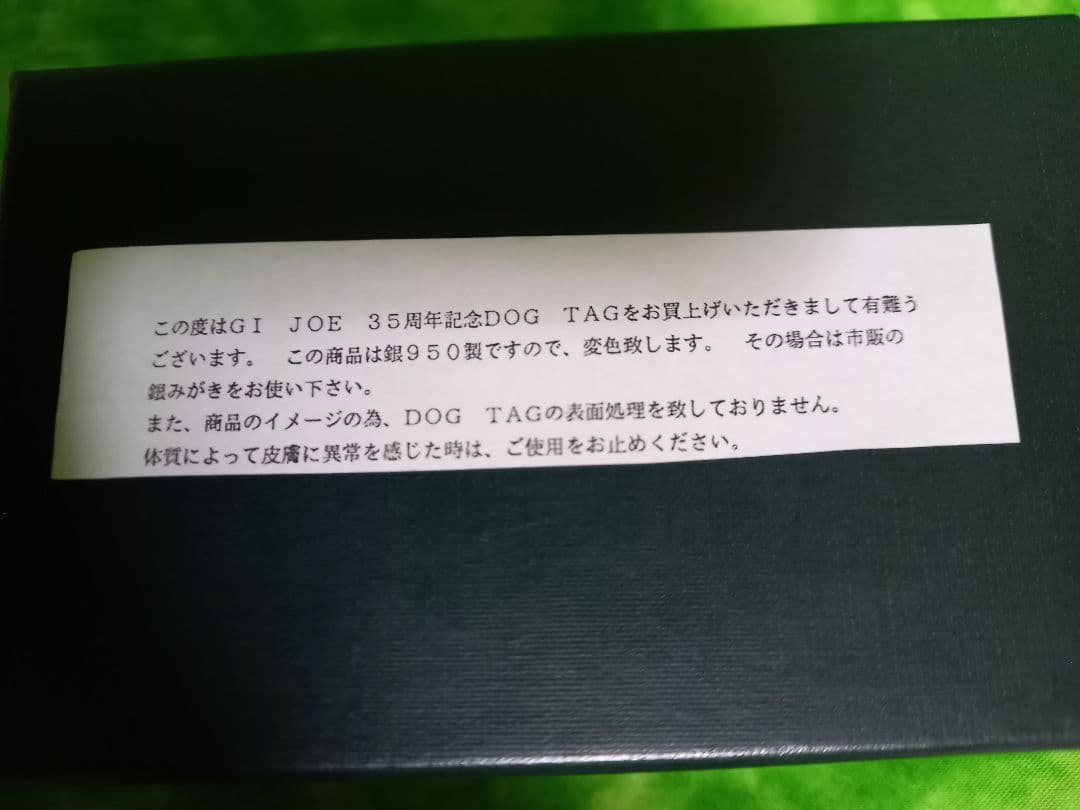 この度はＧＩ　ＪＯＥ　３５周年記念ＤＯＧ　ＴＡＧをお買上げいただきまして有難う
ございます。　この商品は銀９５０製ですので、変色致します。　その場合は市販の
銀みがきをお使い下さい。
また、商品のイメージの為、ＤＯＧ　ＴＡＧの表面処理を致しておりません。
体質によって皮膚に異常を感じた時は、ご使用をお止めください。